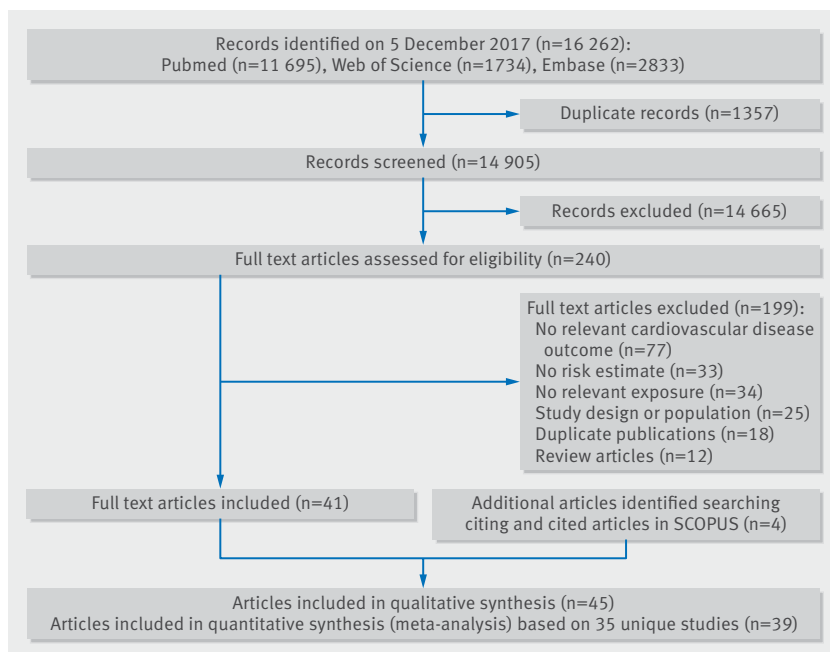 Records identified on 5 December 2017 (n=16 262):
Pubmed (n=11 695), Web of Science (n=1734), Embase (n=2833)
Duplicate records (n=1357)
Records screened (n=14 905)
Records excluded (n=14 665)
Full text articles assessed for eligibility (n=240)
Full text articles excluded (n=199):
No relevant cardiovascular disease
outcome (n=77)
No risk estimate (n=33)
No relevant exposure (n=34)
Study design or population (n=25)
Duplicate publications (n=18)
Review articles (n=12)
Full text articles included (n=41)
Additional articles identified searching
citing and cited articles in SCOPUS (n=4)
Articles included in qualitative synthesis (n=45)
Articles included in quantitative synthesis (meta-analysis) based on 35 unique studies (n=39)